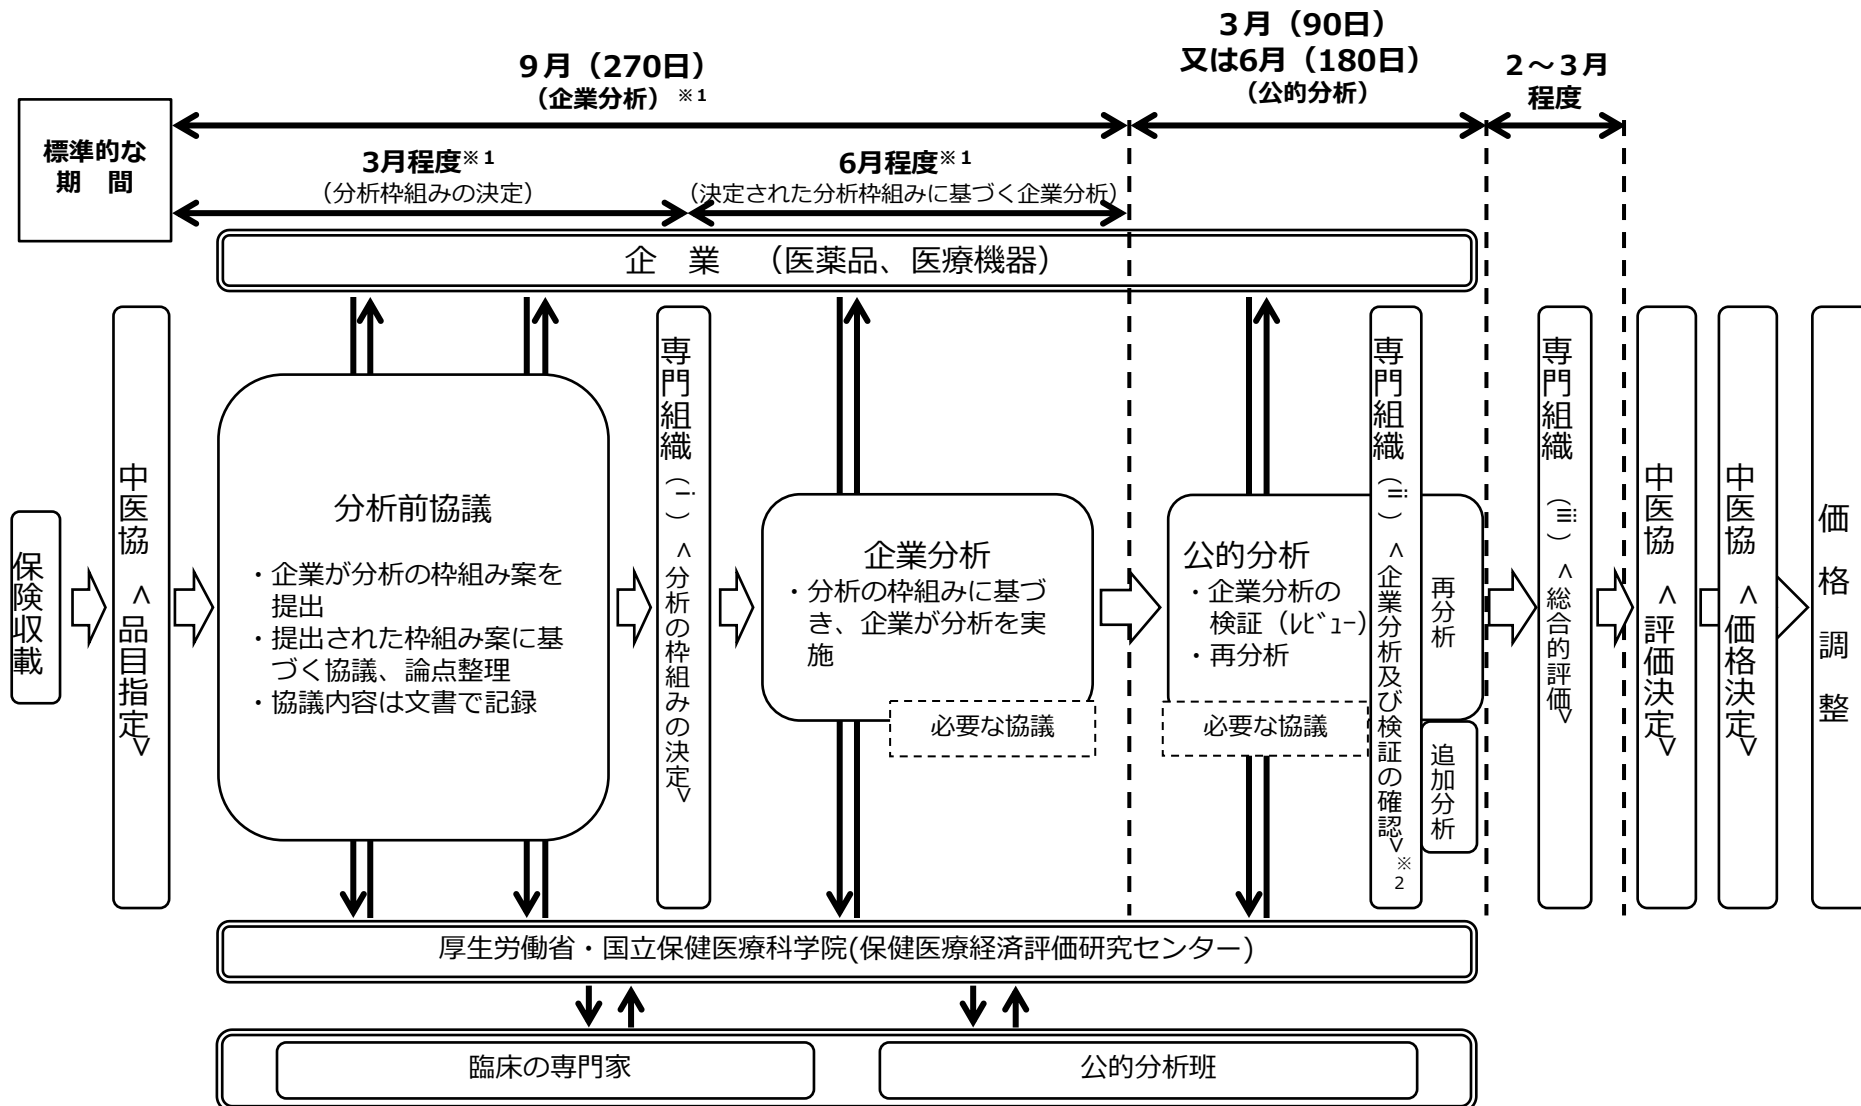 標準的な
期　間
９月（270日）
（企業分析）※1
３月（90日）
又は6月（180日）
（公的分析）
２～３月
程度
3月程度※1
（分析枠組みの決定）
6月程度※1
（決定された分析枠組みに基づく企業分析）
企　業　（医薬品、医療機器）
保険収載
中医協　<品目指定>
分析前協議
・企業が分析の枠組み案を
提出
・提出された枠組み案に基
づく協議、論点整理
・協議内容は文書で記録
専門組織（ⅰ）<分析の枠組みの決定>
企業分析
・分析の枠組みに基づ
き、企業が分析を実
施
必要な協議
公的分析
・企業分析の
検証（ﾚﾋﾞｭｰ）
・再分析
必要な協議
専門組織（ⅱ）<企業分析及び検証の確認>※2
再分析
追加分析
専門組織　（ⅲ）<総合的評価>
中医協　<評価決定>
中医協　<価格決定>
価格調整
厚生労働省・国立保健医療科学院(保健医療経済評価研究センター)
臨床の専門家
公的分析班